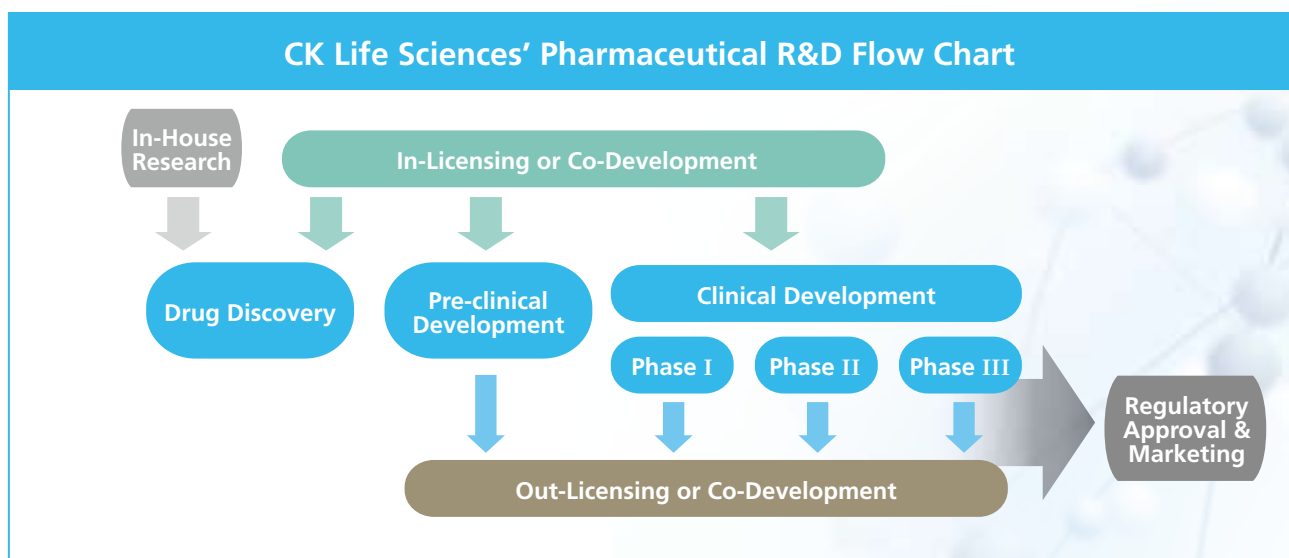 CK Life Sciences’ Pharmaceutical R&D Flow Chart
In-House
Research
In-Licensing or Co-Development
Drug Discovery
Pre-clinical
Development
Clinical Development
Phase I
Phase II
Phase III
Regulatory
Approval &
Marketing
Out-Licensing or Co-Development